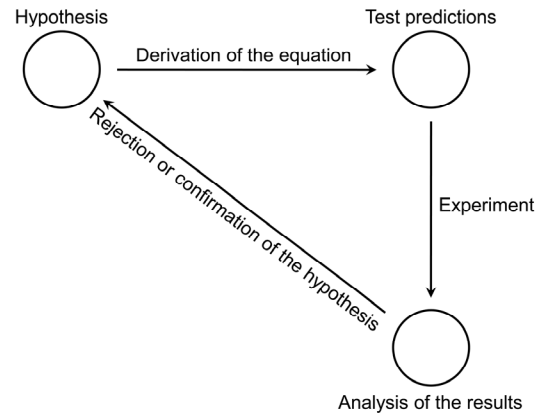 Hypothesis
Test predictions
Derivation of the equation
Rejection or confirmation of the hypothesis
Experiment
Analysis of the results